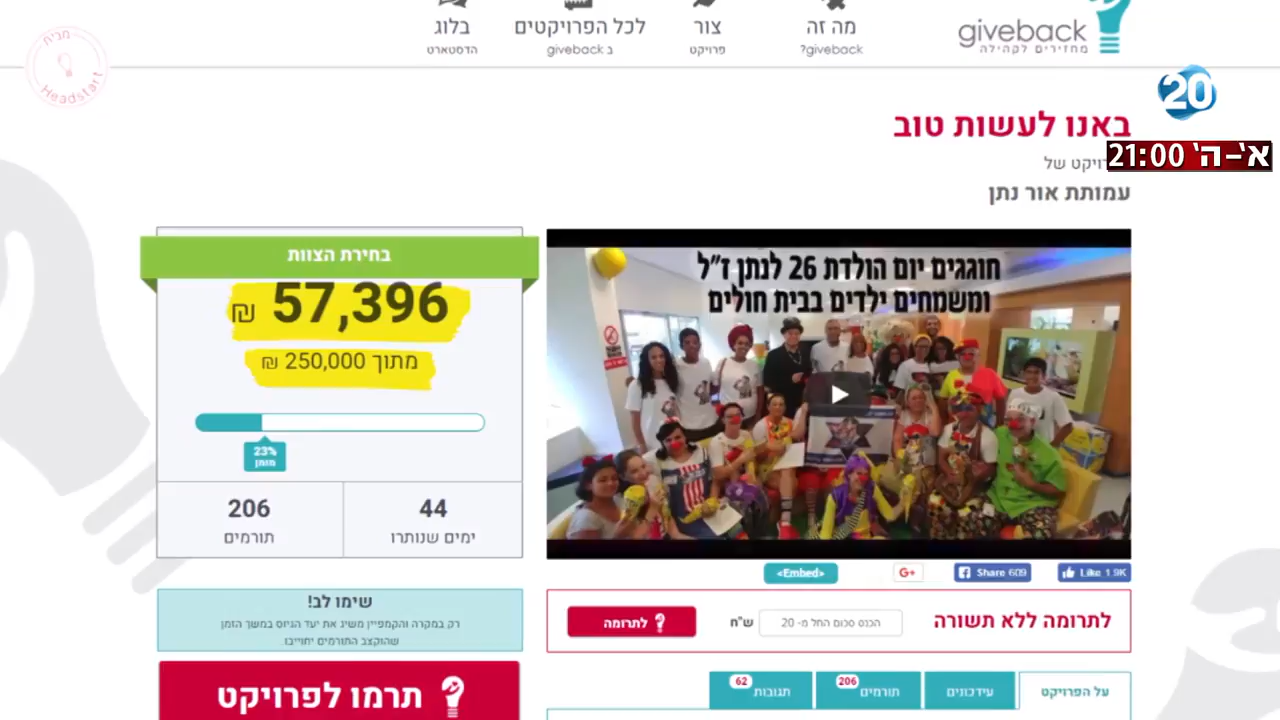 בלוג
הדסטארט
לכל הפרויקטים
ב giveback
צור
פרויקט
מה זה
giveback?
giveback
מחזירים לקהילה
מבית
Headstart
20
א'-ה' 21:00
באנו לעשות טוב
רויקט של
עמותת אור נתן
בחירת הצוות
57,396 ₪
מתוך 250,000 ₪
23%
מומן
206
תורמים
44
ימים שנותרו
חוגגים יום הולדת 26 לנתן ז"ל
ומשמחים ילדים בבית חולים
<Embed>
G+
Share 609
Like 1.9K
שימו לב!
רק במקרה והקמפיין משיג את יעד הגיוס במשך הזמן
שהוקצב התורמים יחוייבו.
לתרומה ללא תשורה
הכנס סכום החל מ- 20
ש"ח
לתרומה
תרמו לפרויקט
על הפרויקט
עידכונים
תורמים 206
תגובות 62